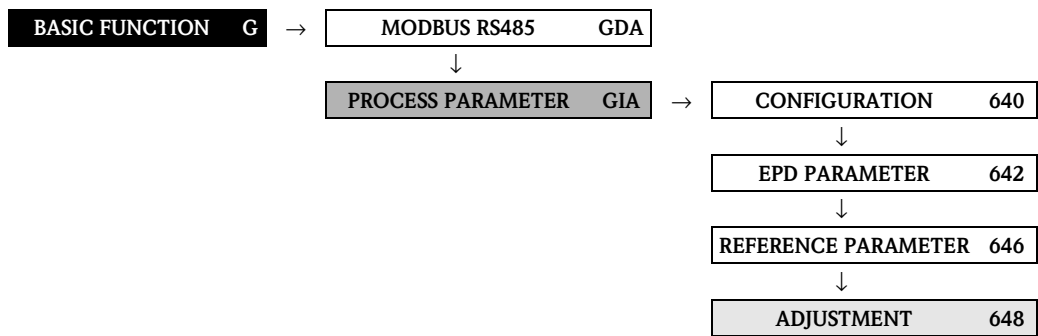 BASIC FUNCTION G → MODBUS RS485 GDA
↓
PROCESS PARAMETER GIA → CONFIGURATION 640
↓
EPD PARAMETER 642
↓
REFERENCE PARAMETER 646
↓
ADJUSTMENT 648